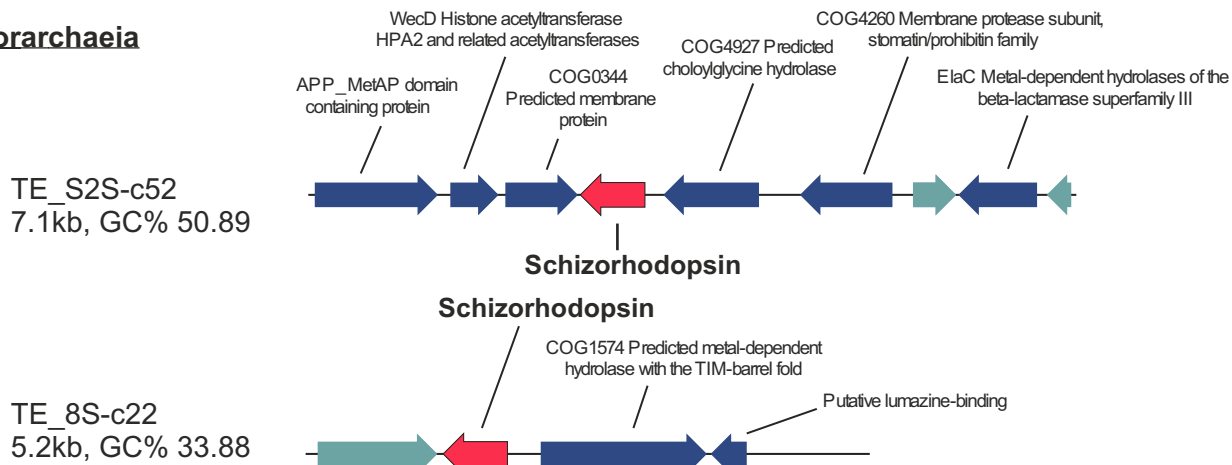 orarchaeia
WecD Histone acetyltransferase
HPA2 and related acetyltransferases
COG4260 Membrane protease subunit,
stomatin/prohibitin family
COG4927 Predicted
choloylglycine hydrolase
APP_MetAP domain
containing protein
COG0344
Predicted membrane
protein
ElaC Metal-dependent hydrolases of the
beta-lactamase superfamily III
TE_S2S-c52
7.1kb, GC% 50.89
Schizorhodopsin
Schizorhodopsin
COG1574 Predicted metal-dependent
hydrolase with the TIM-barrel fold
Putative lumazine-binding
TE_8S-c22
5.2kb, GC% 33.88